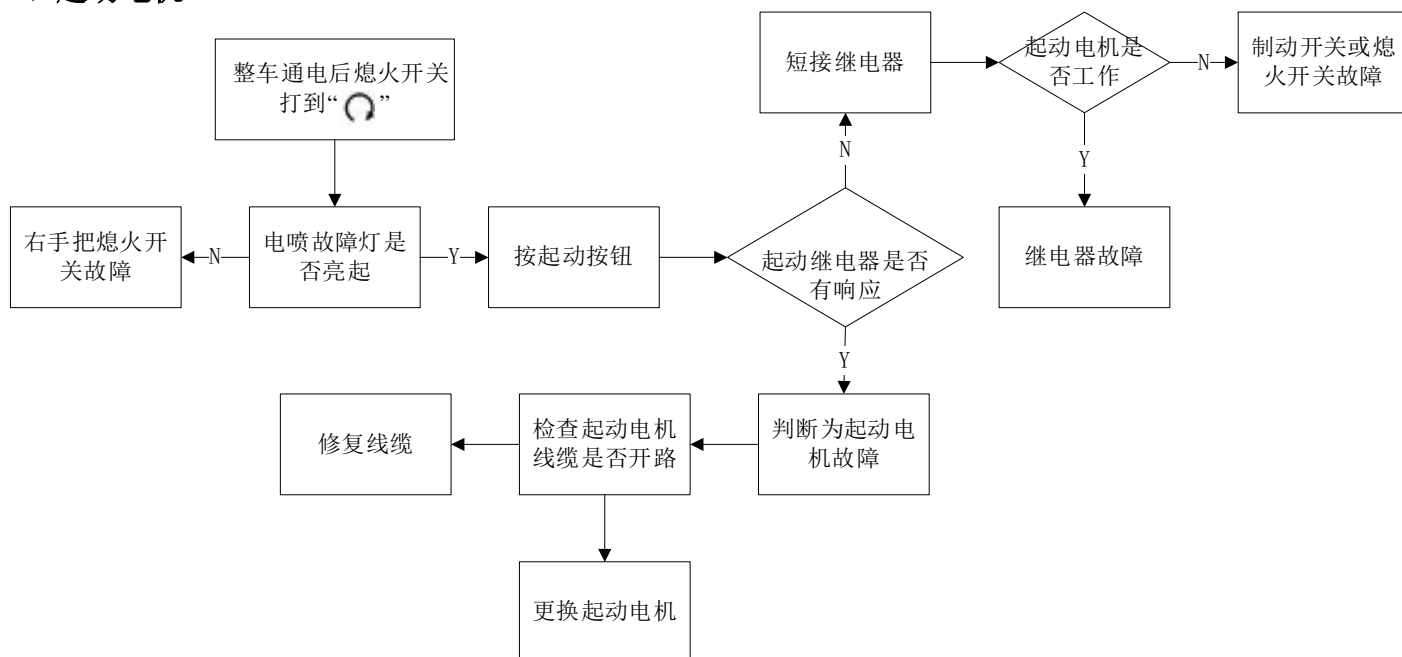 起动电机
整车通电后熄火开关
打到“ ”
短接继电器
起动电机是
否工作
N
制动开关或熄
火开关故障
N
Y
右手把熄火开
关故障
N
电喷故障灯是
否亮起
Y
按起动按钮
起动继电器是否
有响应
继电器故障
Y
修复线缆
检查起动电机
线缆是否开路
判断为起动电
机故障
更换起动电机